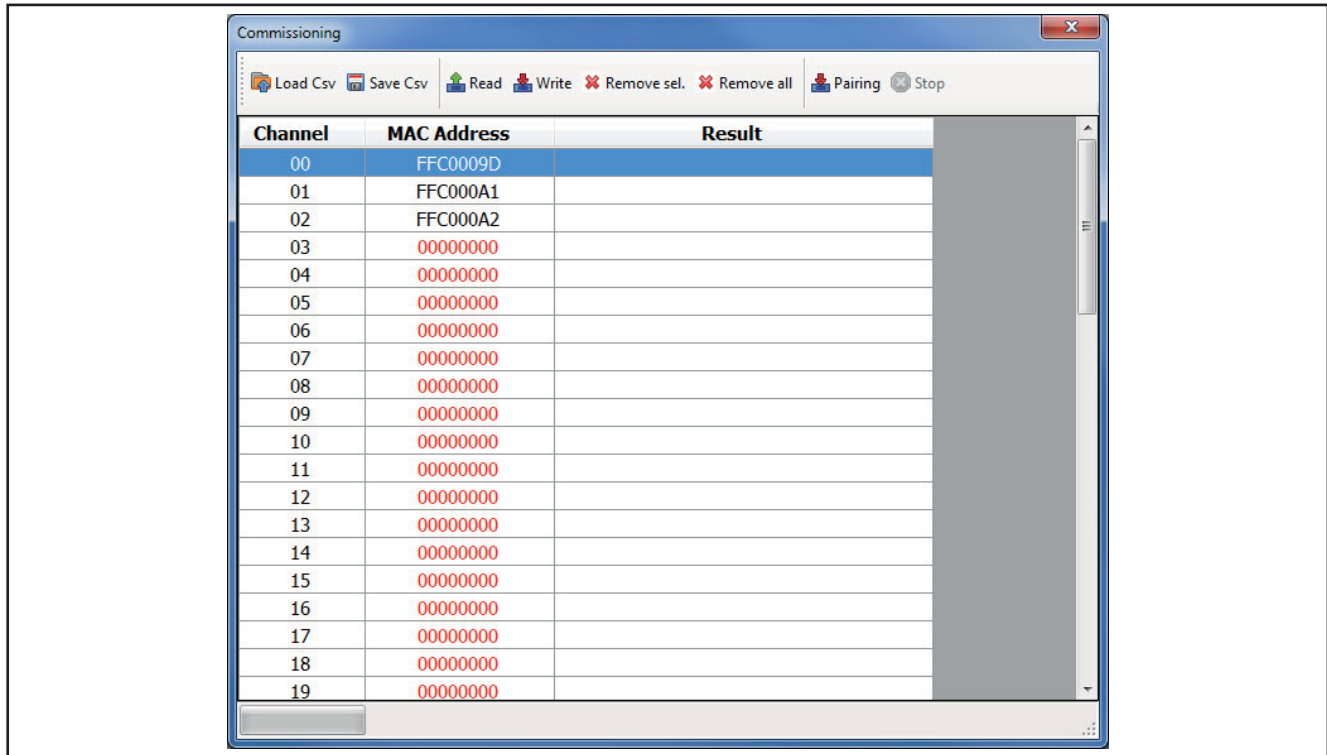 Commissioning
Load Csv Save Csv Read Write Remove sel. Remove all Pairing Stop
Channel MAC Address Result
00 FFC0009D
01 FFC000A1
02 FFC000A2
03 00000000
04 00000000
05 00000000
06 00000000
07 00000000
08 00000000
09 00000000
10 00000000
11 00000000
12 00000000
13 00000000
14 00000000
15 00000000
16 00000000
17 00000000
18 00000000
19 00000000